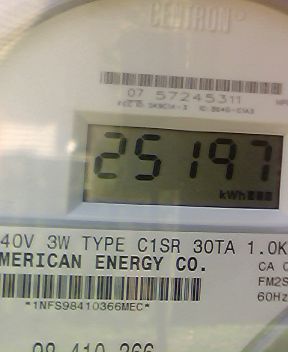 CENTRON
07 57245311
25197
kWh
40V 3W TYPE C1SR 30TA 1.0K
MERICAN ENERGY CO.
CA
FM2S
60Hz
*1NFS98410366MEC*
98 410 366